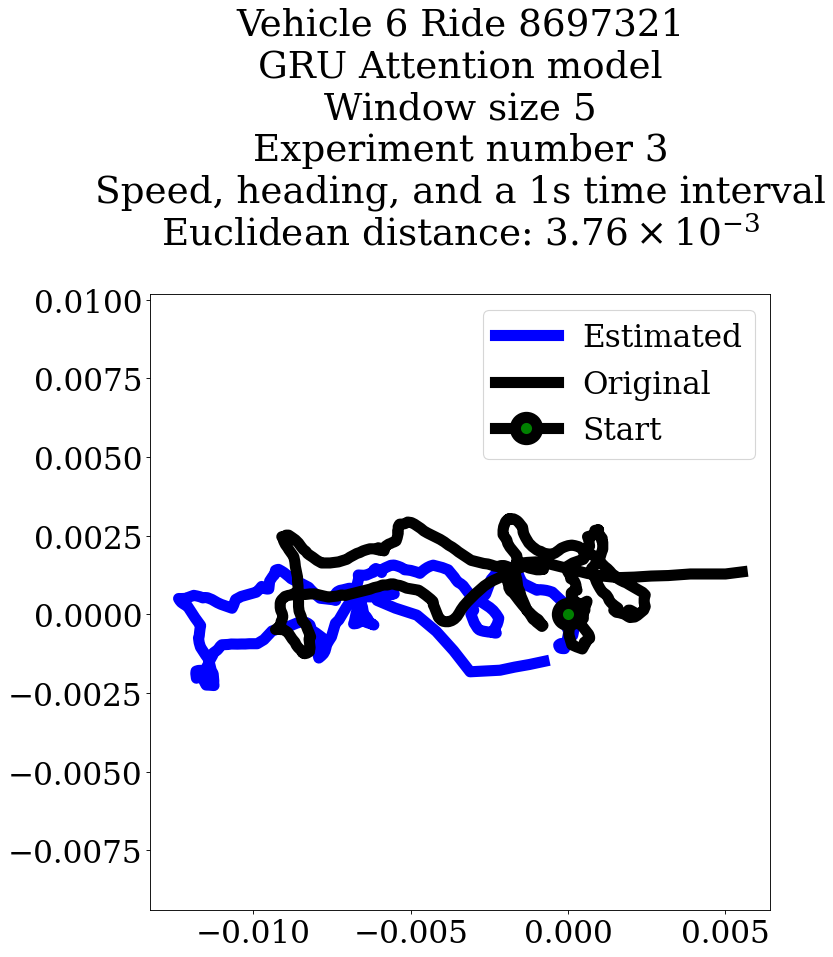 Vehicle 6 Ride 8697321
GRU Attention model
Window size 5
Experiment number 3
Speed, heading, and a 1s time interval
Euclidean distance: 3.76 × 10⁻³
0.0100
0.0075
0.0050
0.0025
0.0000
−0.0025
−0.0050
−0.0075
Estimated
Original
Start
−0.010
−0.005
0.000
0.005